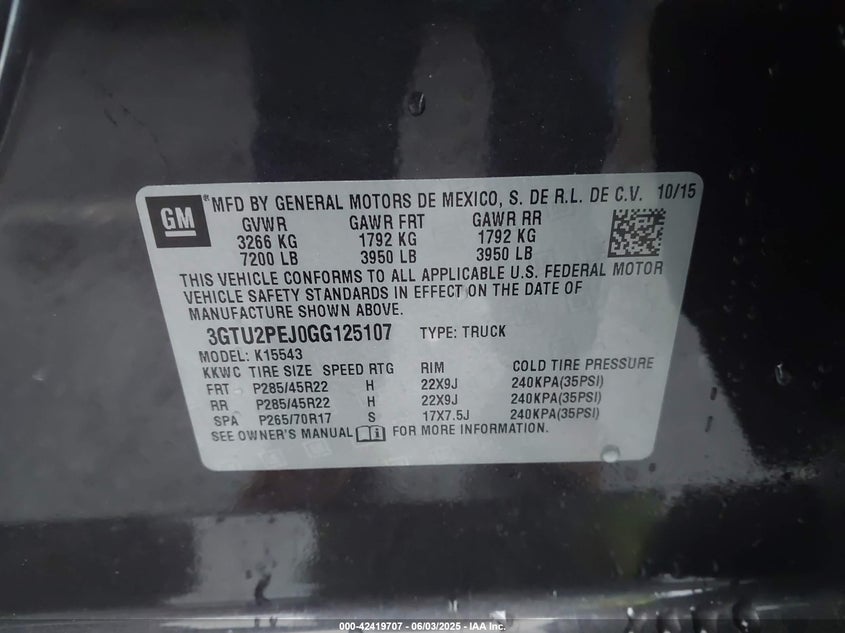 GM
® MFD BY GENERAL MOTORS DE MEXICO, S. DE R.L. DE C.V. 10/15
GVWR GAWR FRT GAWR RR
3266 KG 1792 KG 1792 KG
7200 LB 3950 LB 3950 LB
THIS VEHICLE CONFORMS TO ALL APPLICABLE U.S. FEDERAL MOTOR
VEHICLE SAFETY STANDARDS IN EFFECT ON THE DATE OF
MANUFACTURE SHOWN ABOVE.
3GTU2PEJ0GG125107 TYPE: TRUCK
MODEL: K15543
KKWC TIRE SIZE SPEED RTG RIM COLD TIRE PRESSURE
FRT P285/45R22 H 22X9J 240KPA(35PSI)
RR P285/45R22 H 22X9J 240KPA(35PSI)
SPA P265/70R17 S 17X7.5J 240KPA(35PSI)
SEE OWNER'S MANUAL FOR MORE INFORMATION.
000-42419707 - 06/03/2025 - IAA Inc.